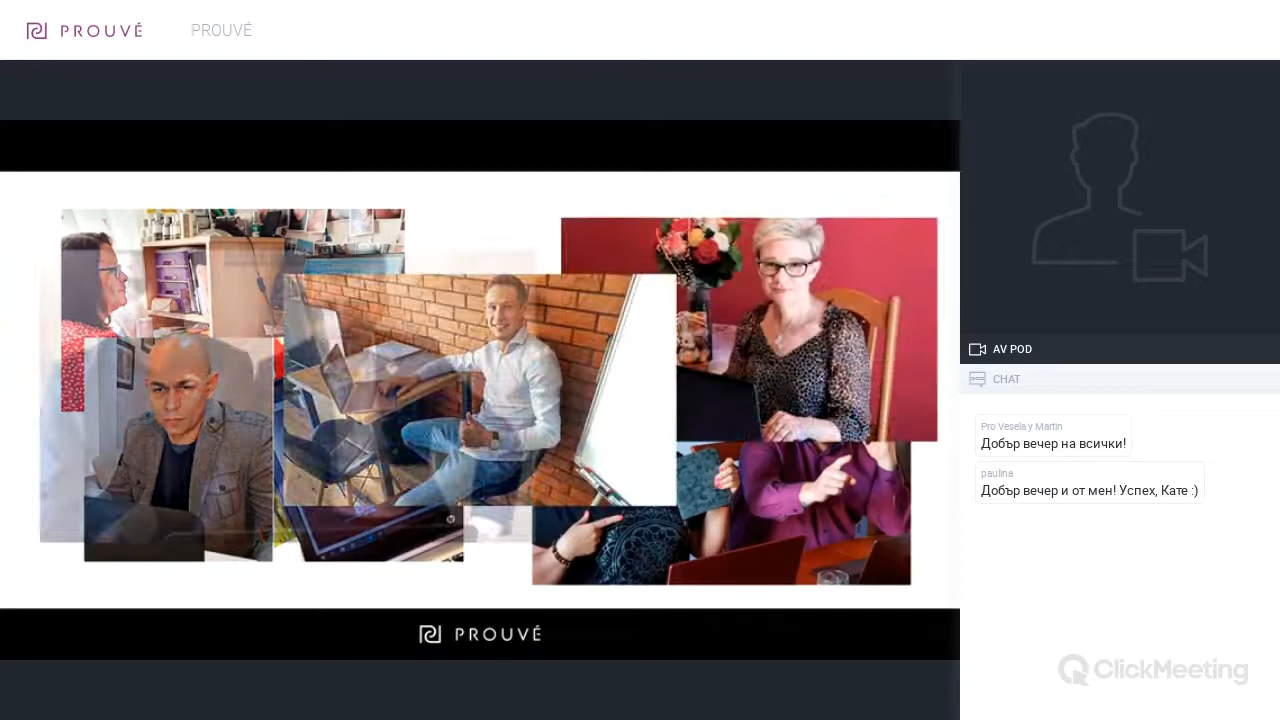 PROUVÉ PROUVÉ
AV POD
CHAT
Pro Vesela y Martin
Добър вечер на всички!
paulina
Добър вечер и от мен! Успех, Кате :)
PROUVÉ
ClickMeeting